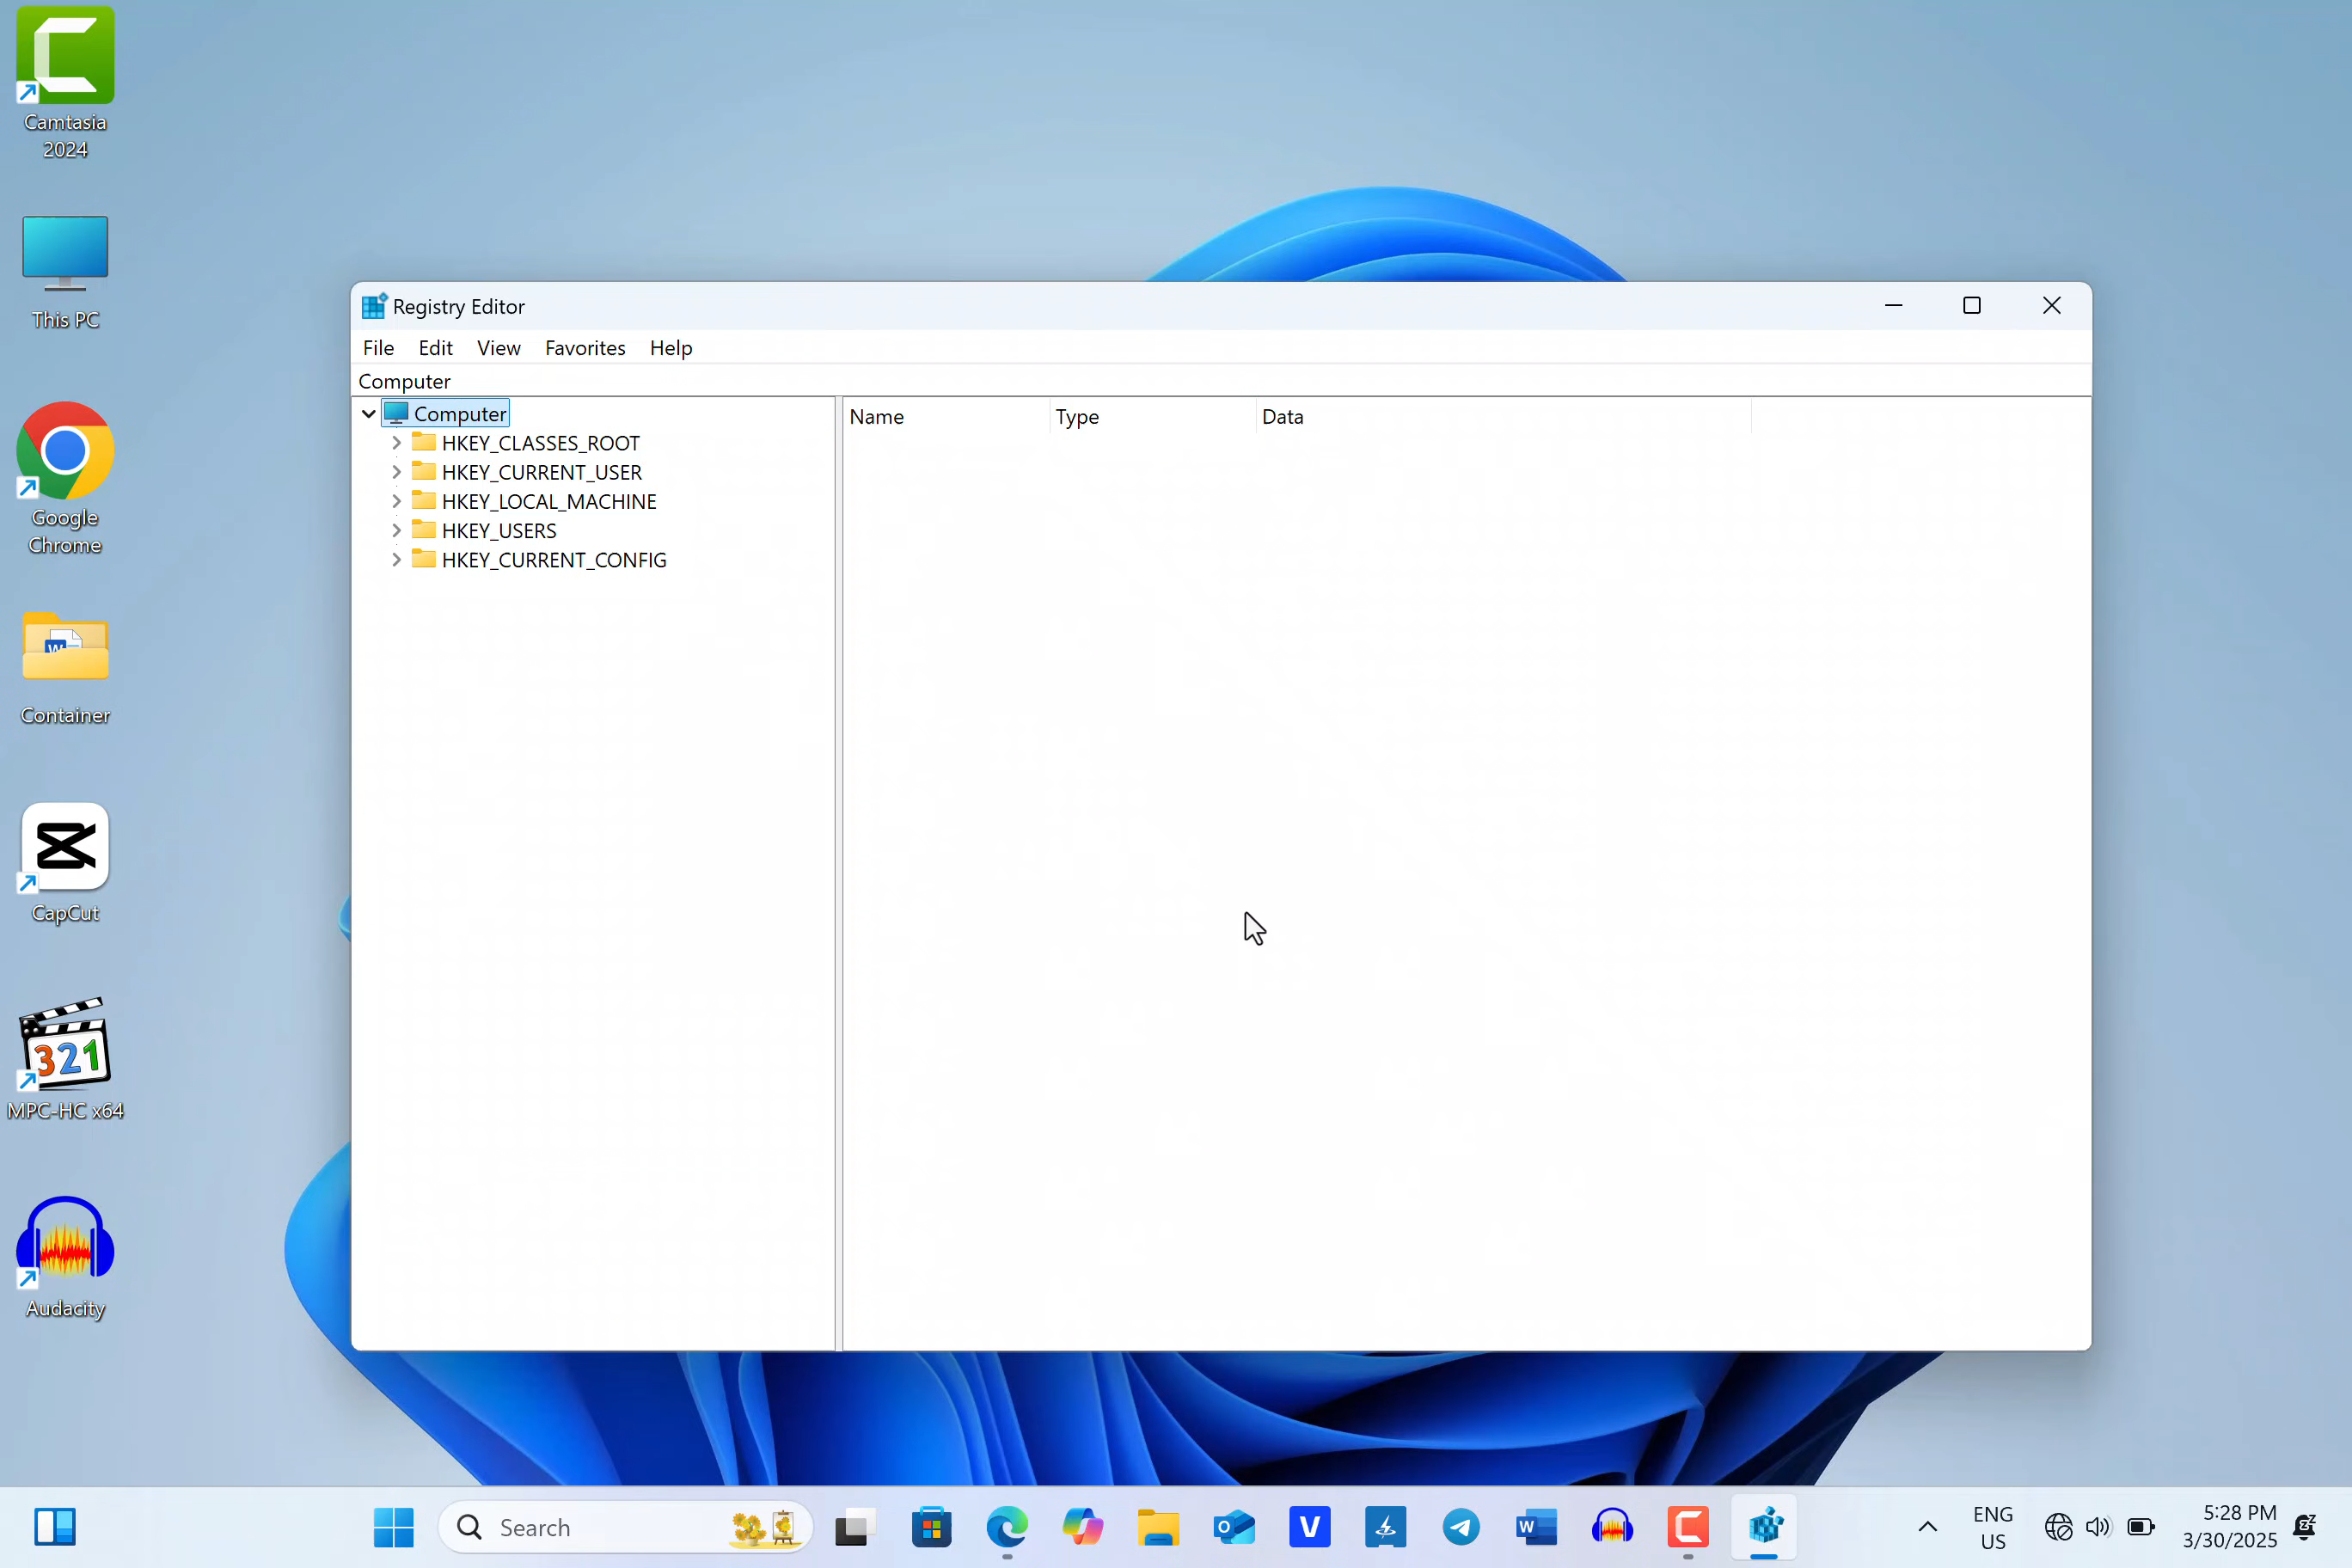 Camtasia
2024
This PC
Google
Chrome
Container
CapCut
321
MPC-HC x64
Audacity
Registry Editor
File Edit View Favorites Help
Computer
Computer
HKEY_CLASSES_ROOT
HKEY_CURRENT_USER
HKEY_LOCAL_MACHINE
HKEY_USERS
HKEY_CURRENT_CONFIG
Name Type Data
Search
ENG
US
5:28 PM
3/30/2025